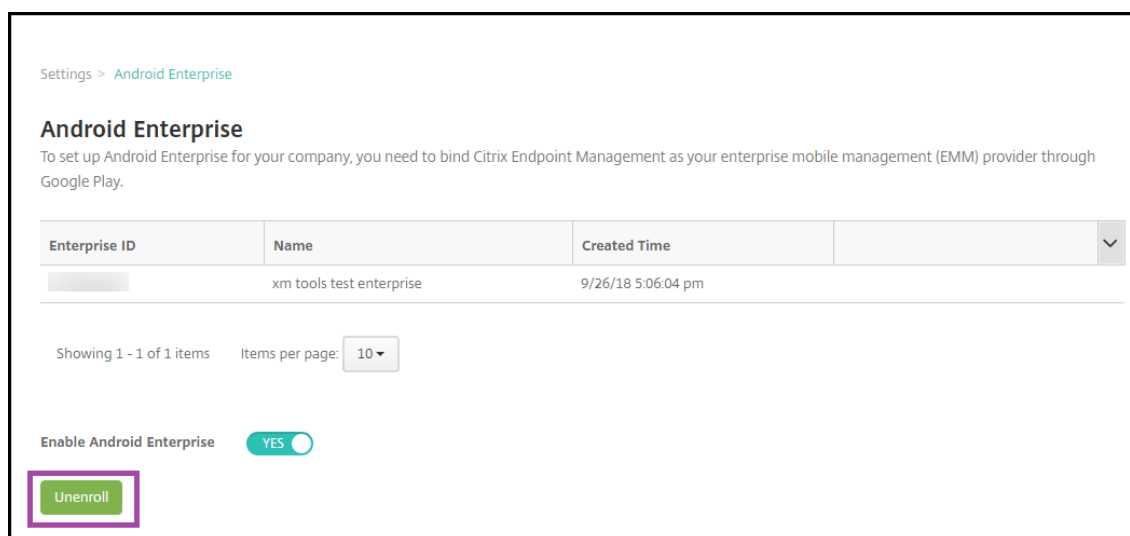 Settings > Android Enterprise
Android Enterprise
To set up Android Enterprise for your company, you need to bind Citrix Endpoint Management as your enterprise mobile management (EMM) provider through
Google Play.
Enterprise ID Name Created Time
xm tools test enterprise 9/26/18 5:06:04 pm
Showing 1 - 1 of 1 items Items per page: 10
Enable Android Enterprise YES
Unenroll